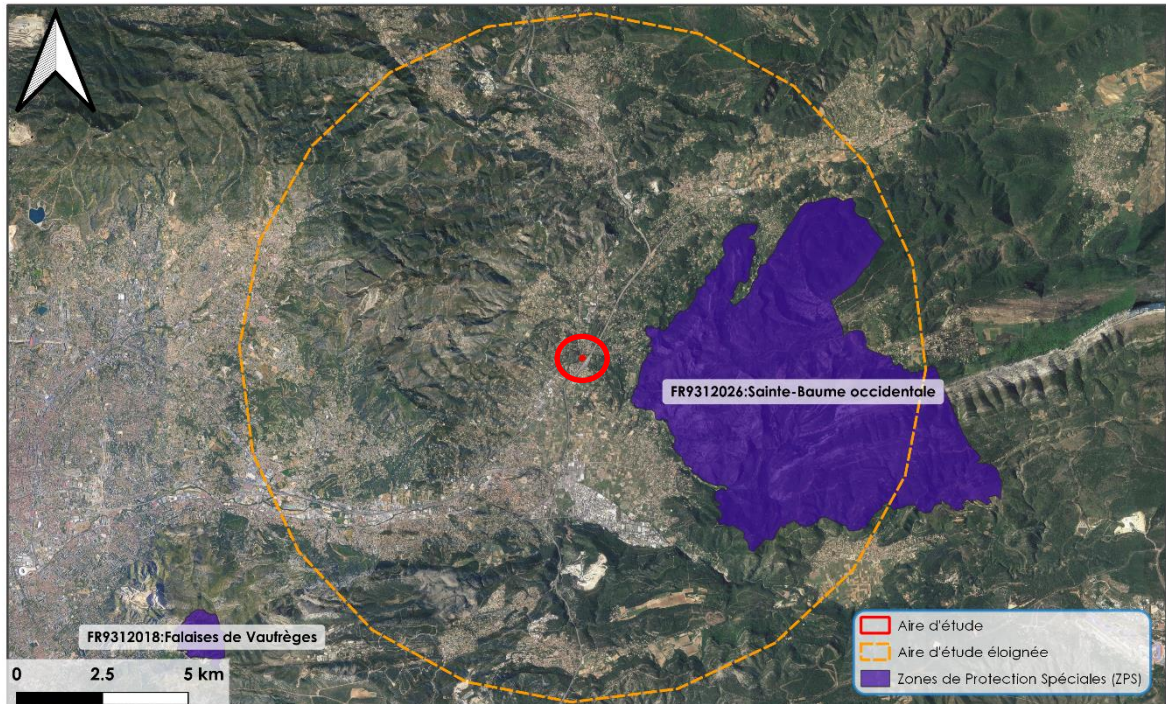 FR9312026:Sainte-Baume occidentale
FR9312018:Falaises de Vaufrèges
0 2.5 5 km
Aire d'étude
Aire d'étude éloignée
Zones de Protection Spéciales (ZPS)